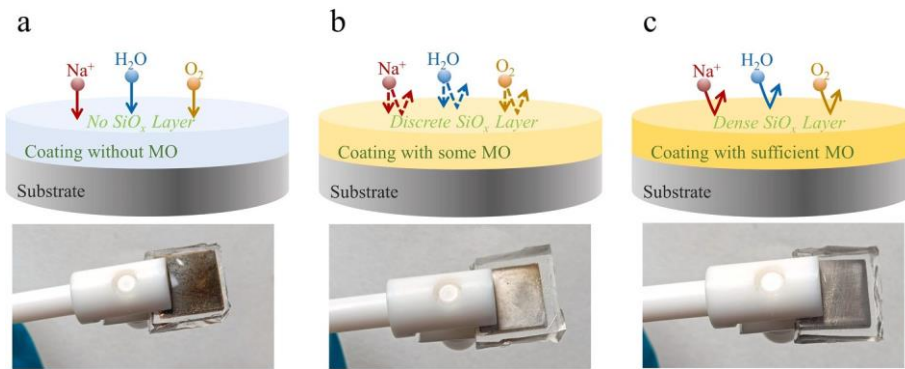 a
Na⁺
H₂O
O₂
No SiOₓ Layer
Coating without MO
Substrate
b
Na⁺
H₂O
O₂
Discrete SiOₓ Layer
Coating with some MO
Substrate
c
Na⁺
H₂O
O₂
Dense SiOₓ Layer
Coating with sufficient MO
Substrate